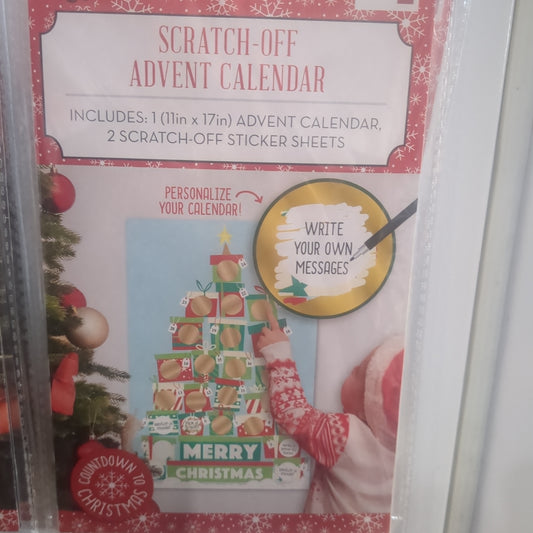 SCRATCH-OFF
ADVENT CALENDAR
INCLUDES: 1 (11in x 17in) ADVENT CALENDAR,
2 SCRATCH-OFF STICKER SHEETS
PERSONALIZE
YOUR CALENDAR!
WRITE
YOUR OWN
MESSAGES
MERRY
CHRISTMAS
COUNTDOWN TO
CHRISTMAS